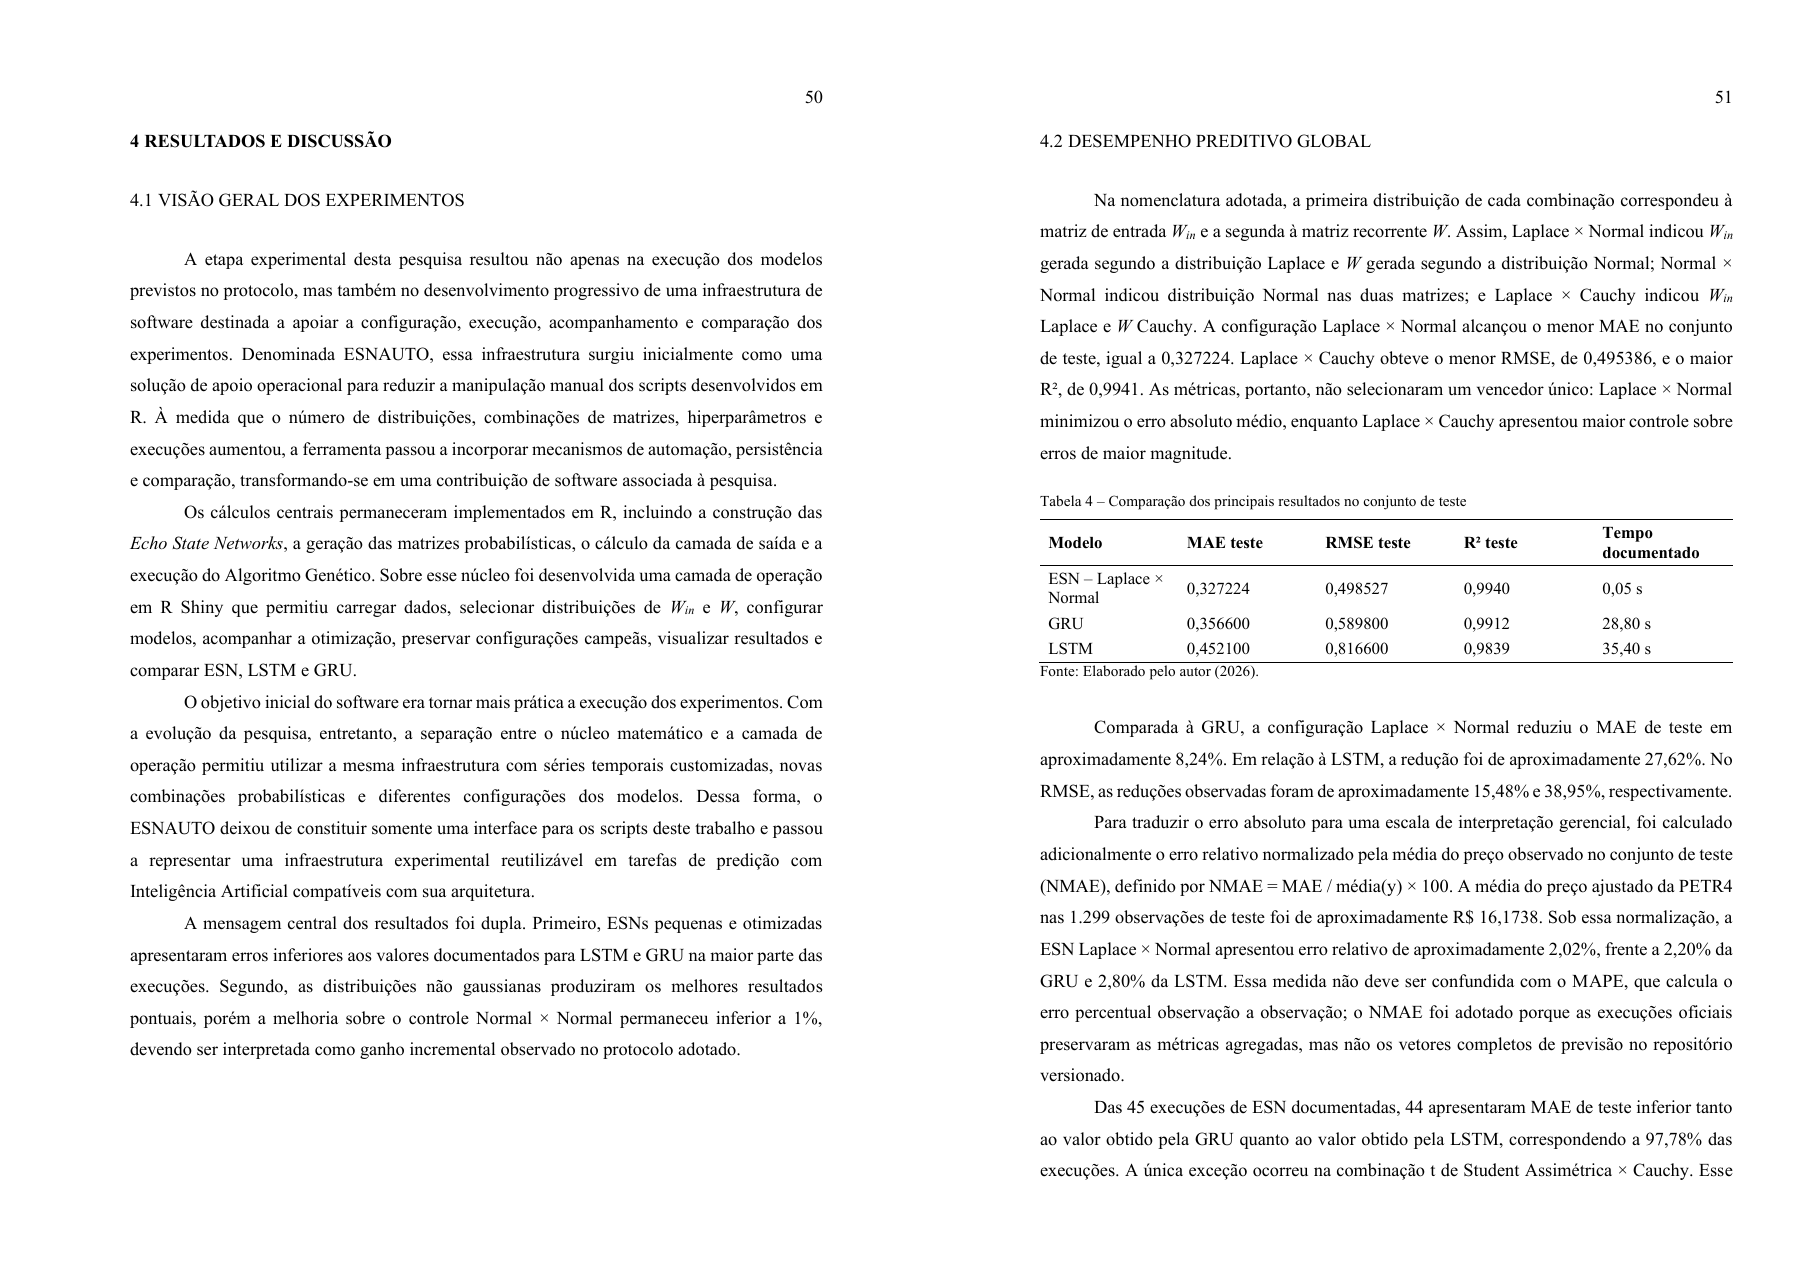 50
4 RESULTADOS E DISCUSSÃO
4.1 VISÃO GERAL DOS EXPERIMENTOS
A etapa experimental desta pesquisa resultou não apenas na execução dos modelos
previstos no protocolo, mas também no desenvolvimento progressivo de uma infraestrutura de
software destinada a apoiar a configuração, execução, acompanhamento e comparação dos
experimentos. Denominada ESNAUTO, essa infraestrutura surgiu inicialmente como uma
solução de apoio operacional para reduzir a manipulação manual dos scripts desenvolvidos em
R. À medida que o número de distribuições, combinações de matrizes, hiperparâmetros e
execuções aumentou, a ferramenta passou a incorporar mecanismos de automação, persistência
e comparação, transformando-se em uma contribuição de software associada à pesquisa.
Os cálculos centrais permaneceram implementados em R, incluindo a construção das
Echo State Networks, a geração das matrizes probabilísticas, o cálculo da camada de saída e a
execução do Algoritmo Genético. Sobre esse núcleo foi desenvolvida uma camada de operação
em R Shiny que permitiu carregar dados, selecionar distribuições de Win e W, configurar
modelos, acompanhar a otimização, preservar configurações campeãs, visualizar resultados e
comparar ESN, LSTM e GRU.
O objetivo inicial do software era tornar mais prática a execução dos experimentos. Com
a evolução da pesquisa, entretanto, a separação entre o núcleo matemático e a camada de
operação permitiu utilizar a mesma infraestrutura com séries temporais customizadas, novas
combinações probabilísticas e diferentes configurações dos modelos. Dessa forma, o
ESNAUTO deixou de constituir somente uma interface para os scripts deste trabalho e passou
a representar uma infraestrutura experimental reutilizável em tarefas de predição com
Inteligência Artificial compatíveis com sua arquitetura.
A mensagem central dos resultados foi dupla. Primeiro, ESNs pequenas e otimizadas
apresentaram erros inferiores aos valores documentados para LSTM e GRU na maior parte das
execuções. Segundo, as distribuições não gaussianas produziram os melhores resultados
pontuais, porém a melhoria sobre o controle Normal × Normal permaneceu inferior a 1%,
devendo ser interpretada como ganho incremental observado no protocolo adotado.
51
4.2 DESEMPENHO PREDITIVO GLOBAL
Na nomenclatura adotada, a primeira distribuição de cada combinação correspondeu à
matriz de entrada Win e a segunda à matriz recorrente W. Assim, Laplace × Normal indicou Win
gerada segundo a distribuição Laplace e W gerada segundo a distribuição Normal; Normal ×
Normal indicou distribuição Normal nas duas matrizes; e Laplace × Cauchy indicou Win
Laplace e W Cauchy. A configuração Laplace × Normal alcançou o menor MAE no conjunto
de teste, igual a 0,327224. Laplace × Cauchy obteve o menor RMSE, de 0,495386, e o maior
R², de 0,9941. As métricas, portanto, não selecionaram um vencedor único: Laplace × Normal
minimizou o erro absoluto médio, enquanto Laplace × Cauchy apresentou maior controle sobre
erros de maior magnitude.
Tabela 4 – Comparação dos principais resultados no conjunto de teste
Modelo MAE teste RMSE teste R² teste Tempo documentado
ESN – Laplace × Normal 0,327224 0,498527 0,9940 0,05 s
GRU 0,356600 0,589800 0,9912 28,80 s
LSTM 0,452100 0,816600 0,9839 35,40 s
Fonte: Elaborado pelo autor (2026).
Comparada à GRU, a configuração Laplace × Normal reduziu o MAE de teste em
aproximadamente 8,24%. Em relação à LSTM, a redução foi de aproximadamente 27,62%. No
RMSE, as reduções observadas foram de aproximadamente 15,48% e 38,95%, respectivamente.
Para traduzir o erro absoluto para uma escala de interpretação gerencial, foi calculado
adicionalmente o erro relativo normalizado pela média do preço observado no conjunto de teste
(NMAE), definido por NMAE = MAE / média(y) × 100. A média do preço ajustado da PETR4
nas 1.299 observações de teste foi de aproximadamente R$ 16,1738. Sob essa normalização, a
ESN Laplace × Normal apresentou erro relativo de aproximadamente 2,02%, frente a 2,20% da
GRU e 2,80% da LSTM. Essa medida não deve ser confundida com o MAPE, que calcula o
erro percentual observação a observação; o NMAE foi adotado porque as execuções oficiais
preservaram as métricas agregadas, mas não os vetores completos de previsão no repositório
versionado.
Das 45 execuções de ESN documentadas, 44 apresentaram MAE de teste inferior tanto
ao valor obtido pela GRU quanto ao valor obtido pela LSTM, correspondendo a 97,78% das
execuções. A única exceção ocorreu na combinação t de Student Assimétrica × Cauchy. Esse